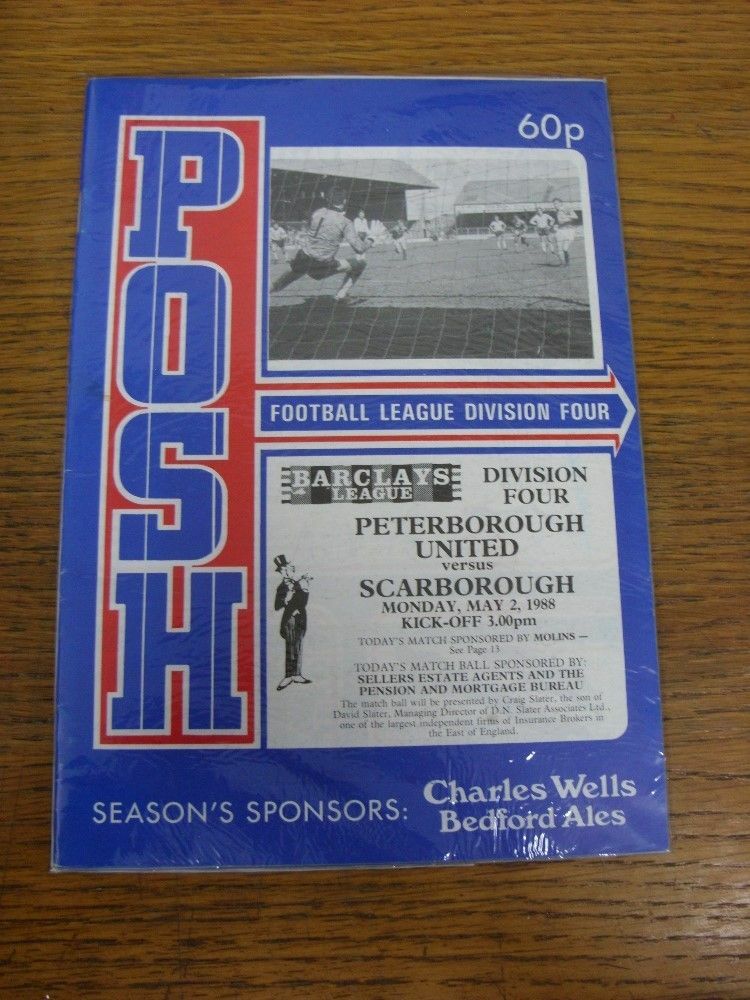 60p
POSH
FOOTBALL LEAGUE DIVISION FOUR
BARCLAYS
LEAGUE
DIVISION
FOUR
PETERBOROUGH
UNITED
versus
SCARBOROUGH
MONDAY, MAY 2, 1988
KICK-OFF 3.00pm
TODAY'S MATCH SPONSORED BY MOLINS —
See Page 13
TODAY'S MATCH BALL SPONSORED BY:
SELLERS ESTATE AGENTS AND THE
PENSION AND MORTGAGE BUREAU
The match ball will be presented by Craig Slater, the son of
David Slater, Managing Director of D.N. Slater Associates Ltd.,
one of the largest independent firms of Insurance Brokers in
the East of England.
SEASON'S SPONSORS:
Charles Wells
Bedford Ales